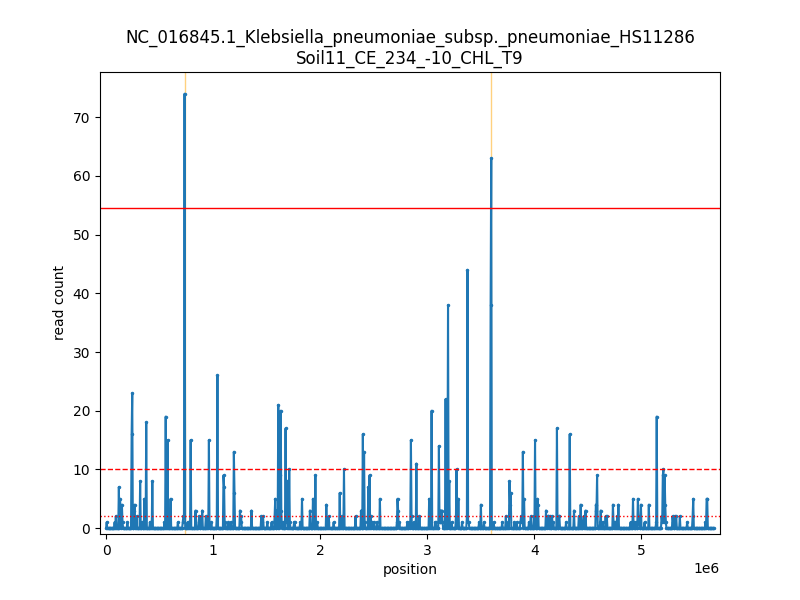 NC_016845.1_Klebsiella_pneumoniae_subsp._pneumoniae_HS11286
Soil11_CE_234_-10_CHL_T9
70
60
50
40
30
20
10
0
read count
0
1
2
3
4
5
1e6
position